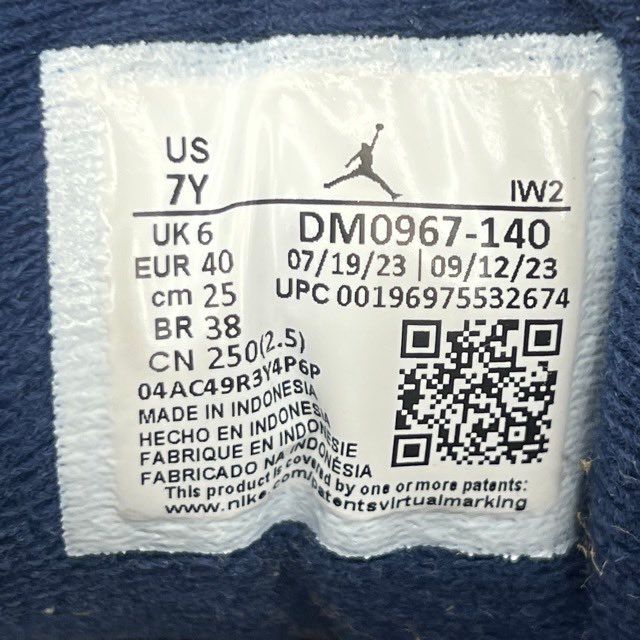 US
7Y
IW2
UK 6
EUR 40
cm 25
BR 38
CN 250(2.5)
DM0967-140
07/19/23 | 09/12/23
UPC 00196975532674
04AC49R3Y4P6P
MADE IN INDONESIA
HECHO EN INDONESIA
FABRIQUE EN INDONESIE
FABRICADO NA INDONESIA
This product is covered by one or more patents:
www.nike.com/patentsvirtualmarking